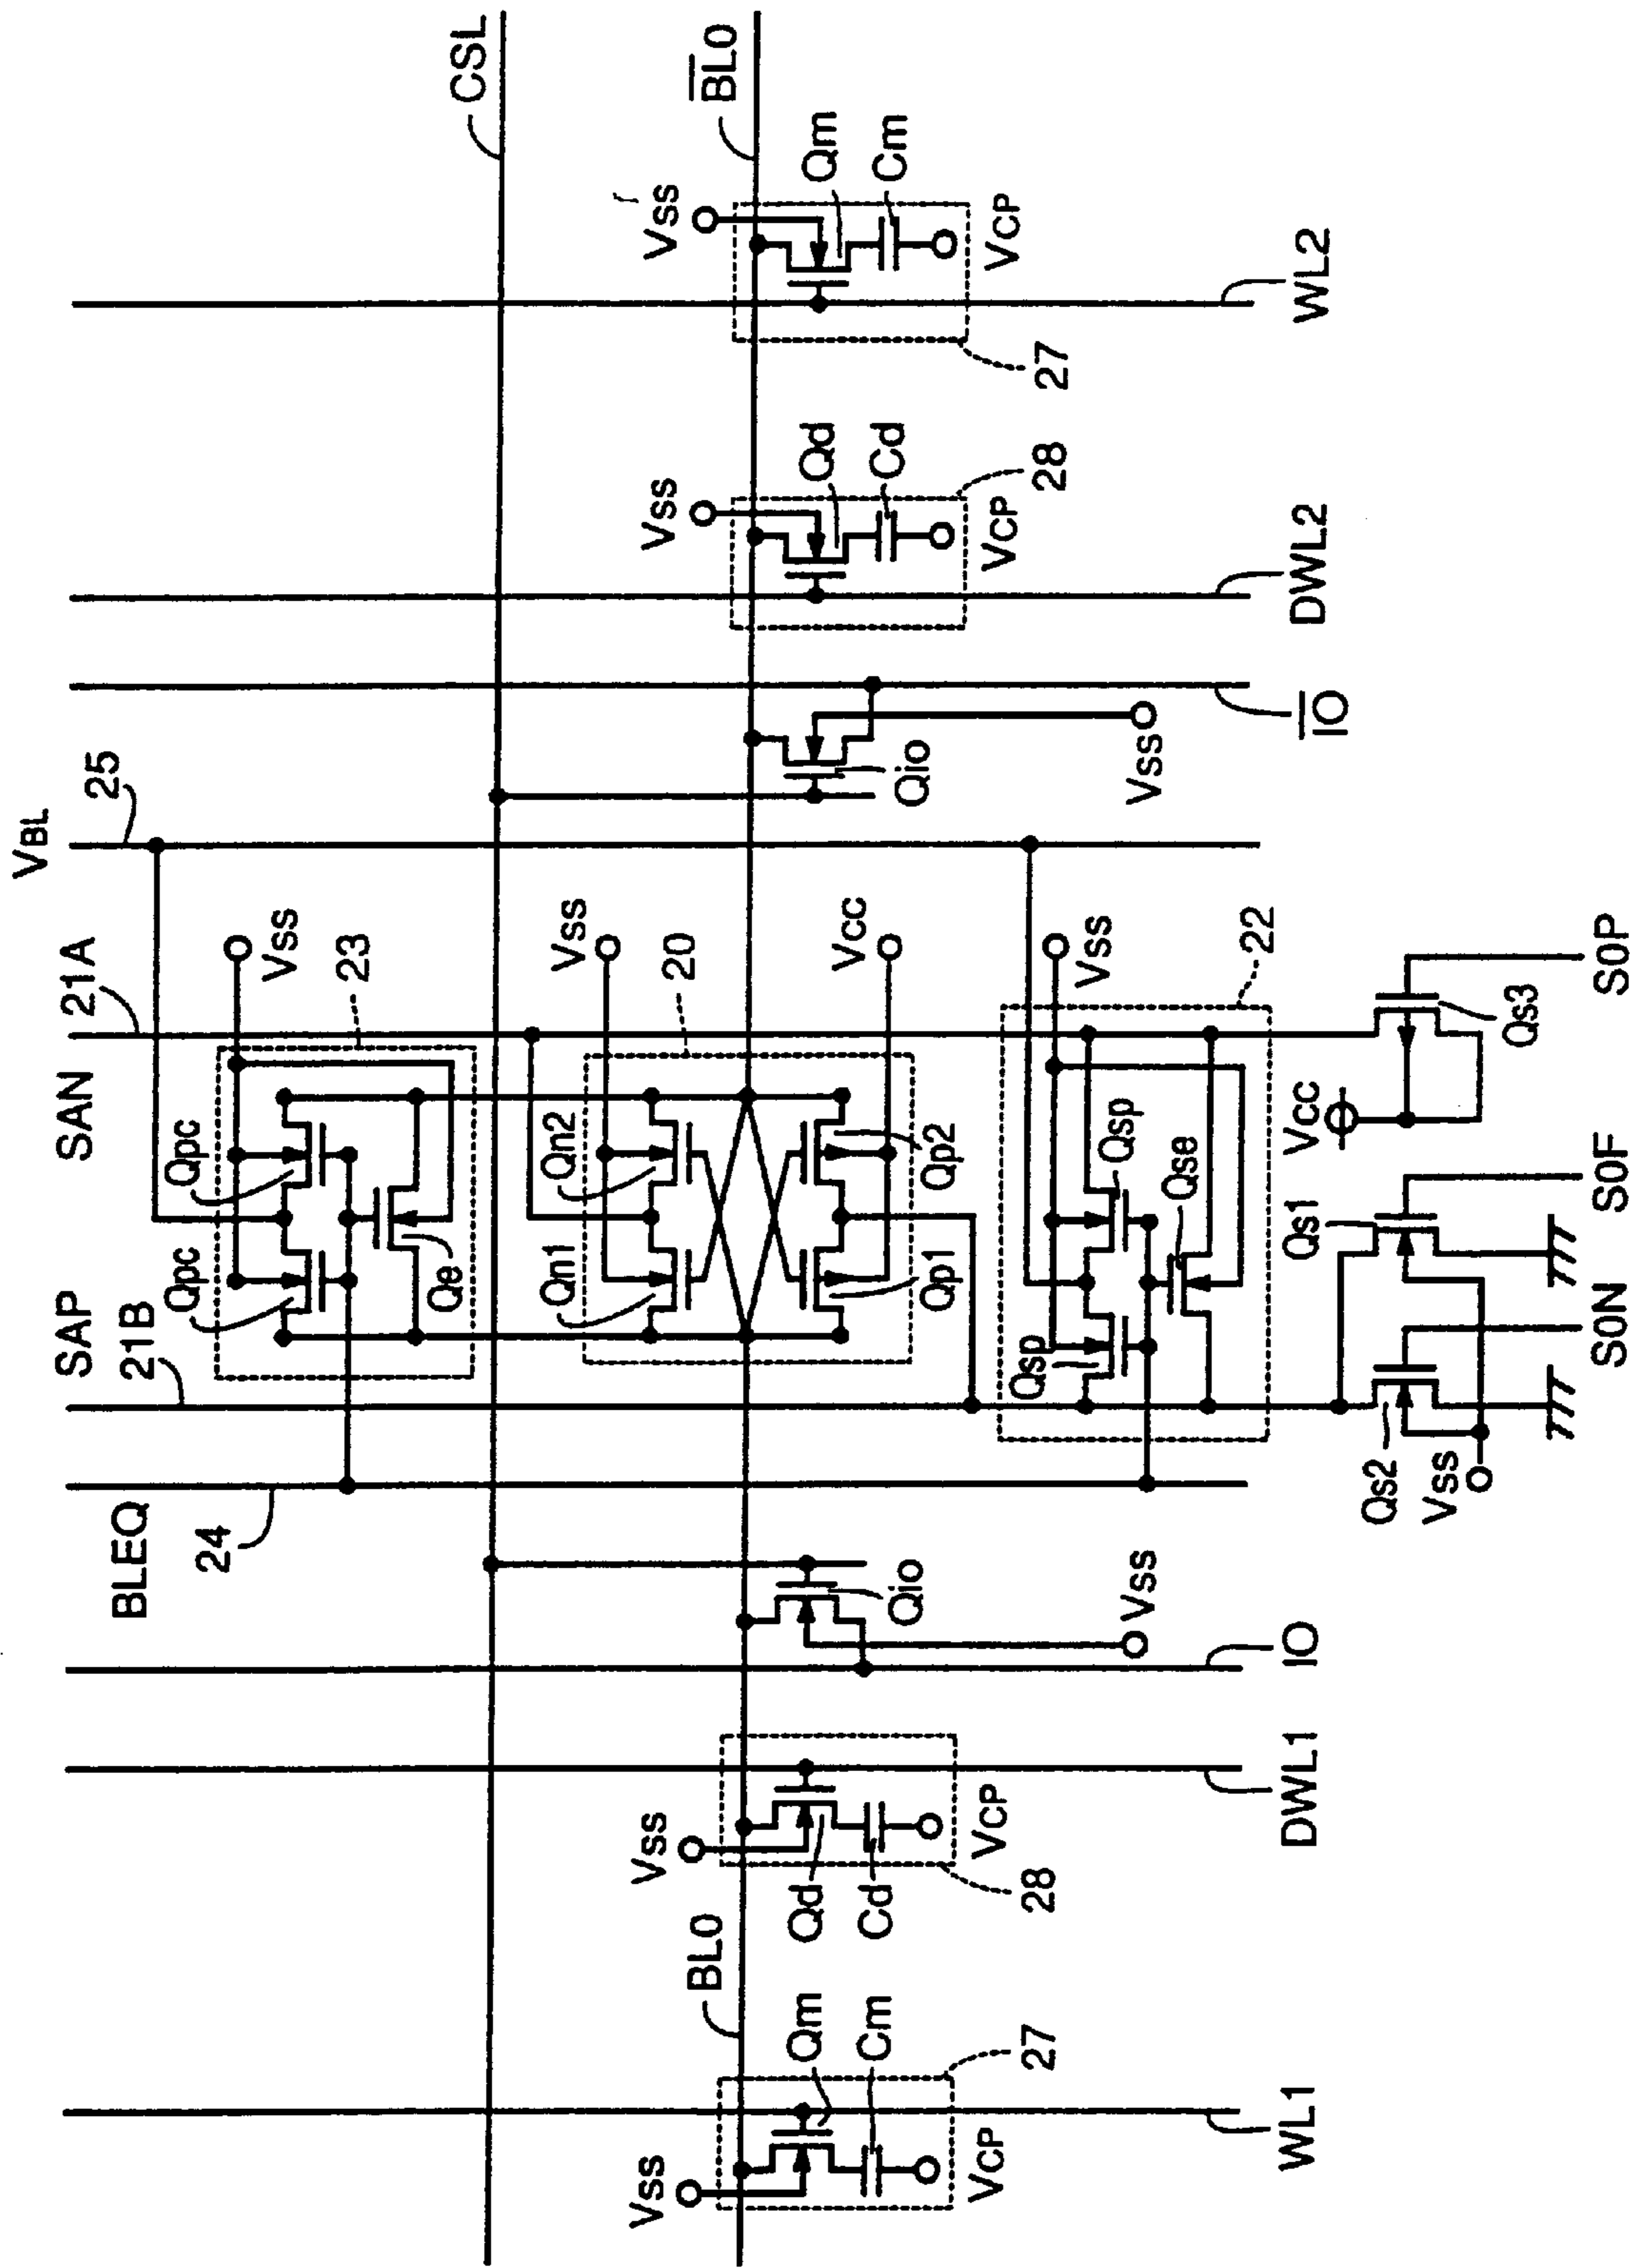 VBL
SAP
SAN
21A
25
BLEQ
21B
24
Qpc
Qpc
Vss
23
Qe
CSL
Qn1
Qn2
Vss
20
Vss
Vss
Vss
Vss
BL0
B̅L̅0̅
Qm
Qd
Qd
Qm
Cm
Cd
Cd
Cm
Qio
Qp1
Qp2
Vcc
Qio
VCP
VCP
VCP
VCP
27
28
28
27
Qsp
Qsp
Vss
Qse
Vss
Vss
22
WL1
DWL1
IO
I̅O̅
DWL2
WL2
Qs2
Qs1
Vcc
Vss
Qs3
S0N
S0F
S0P